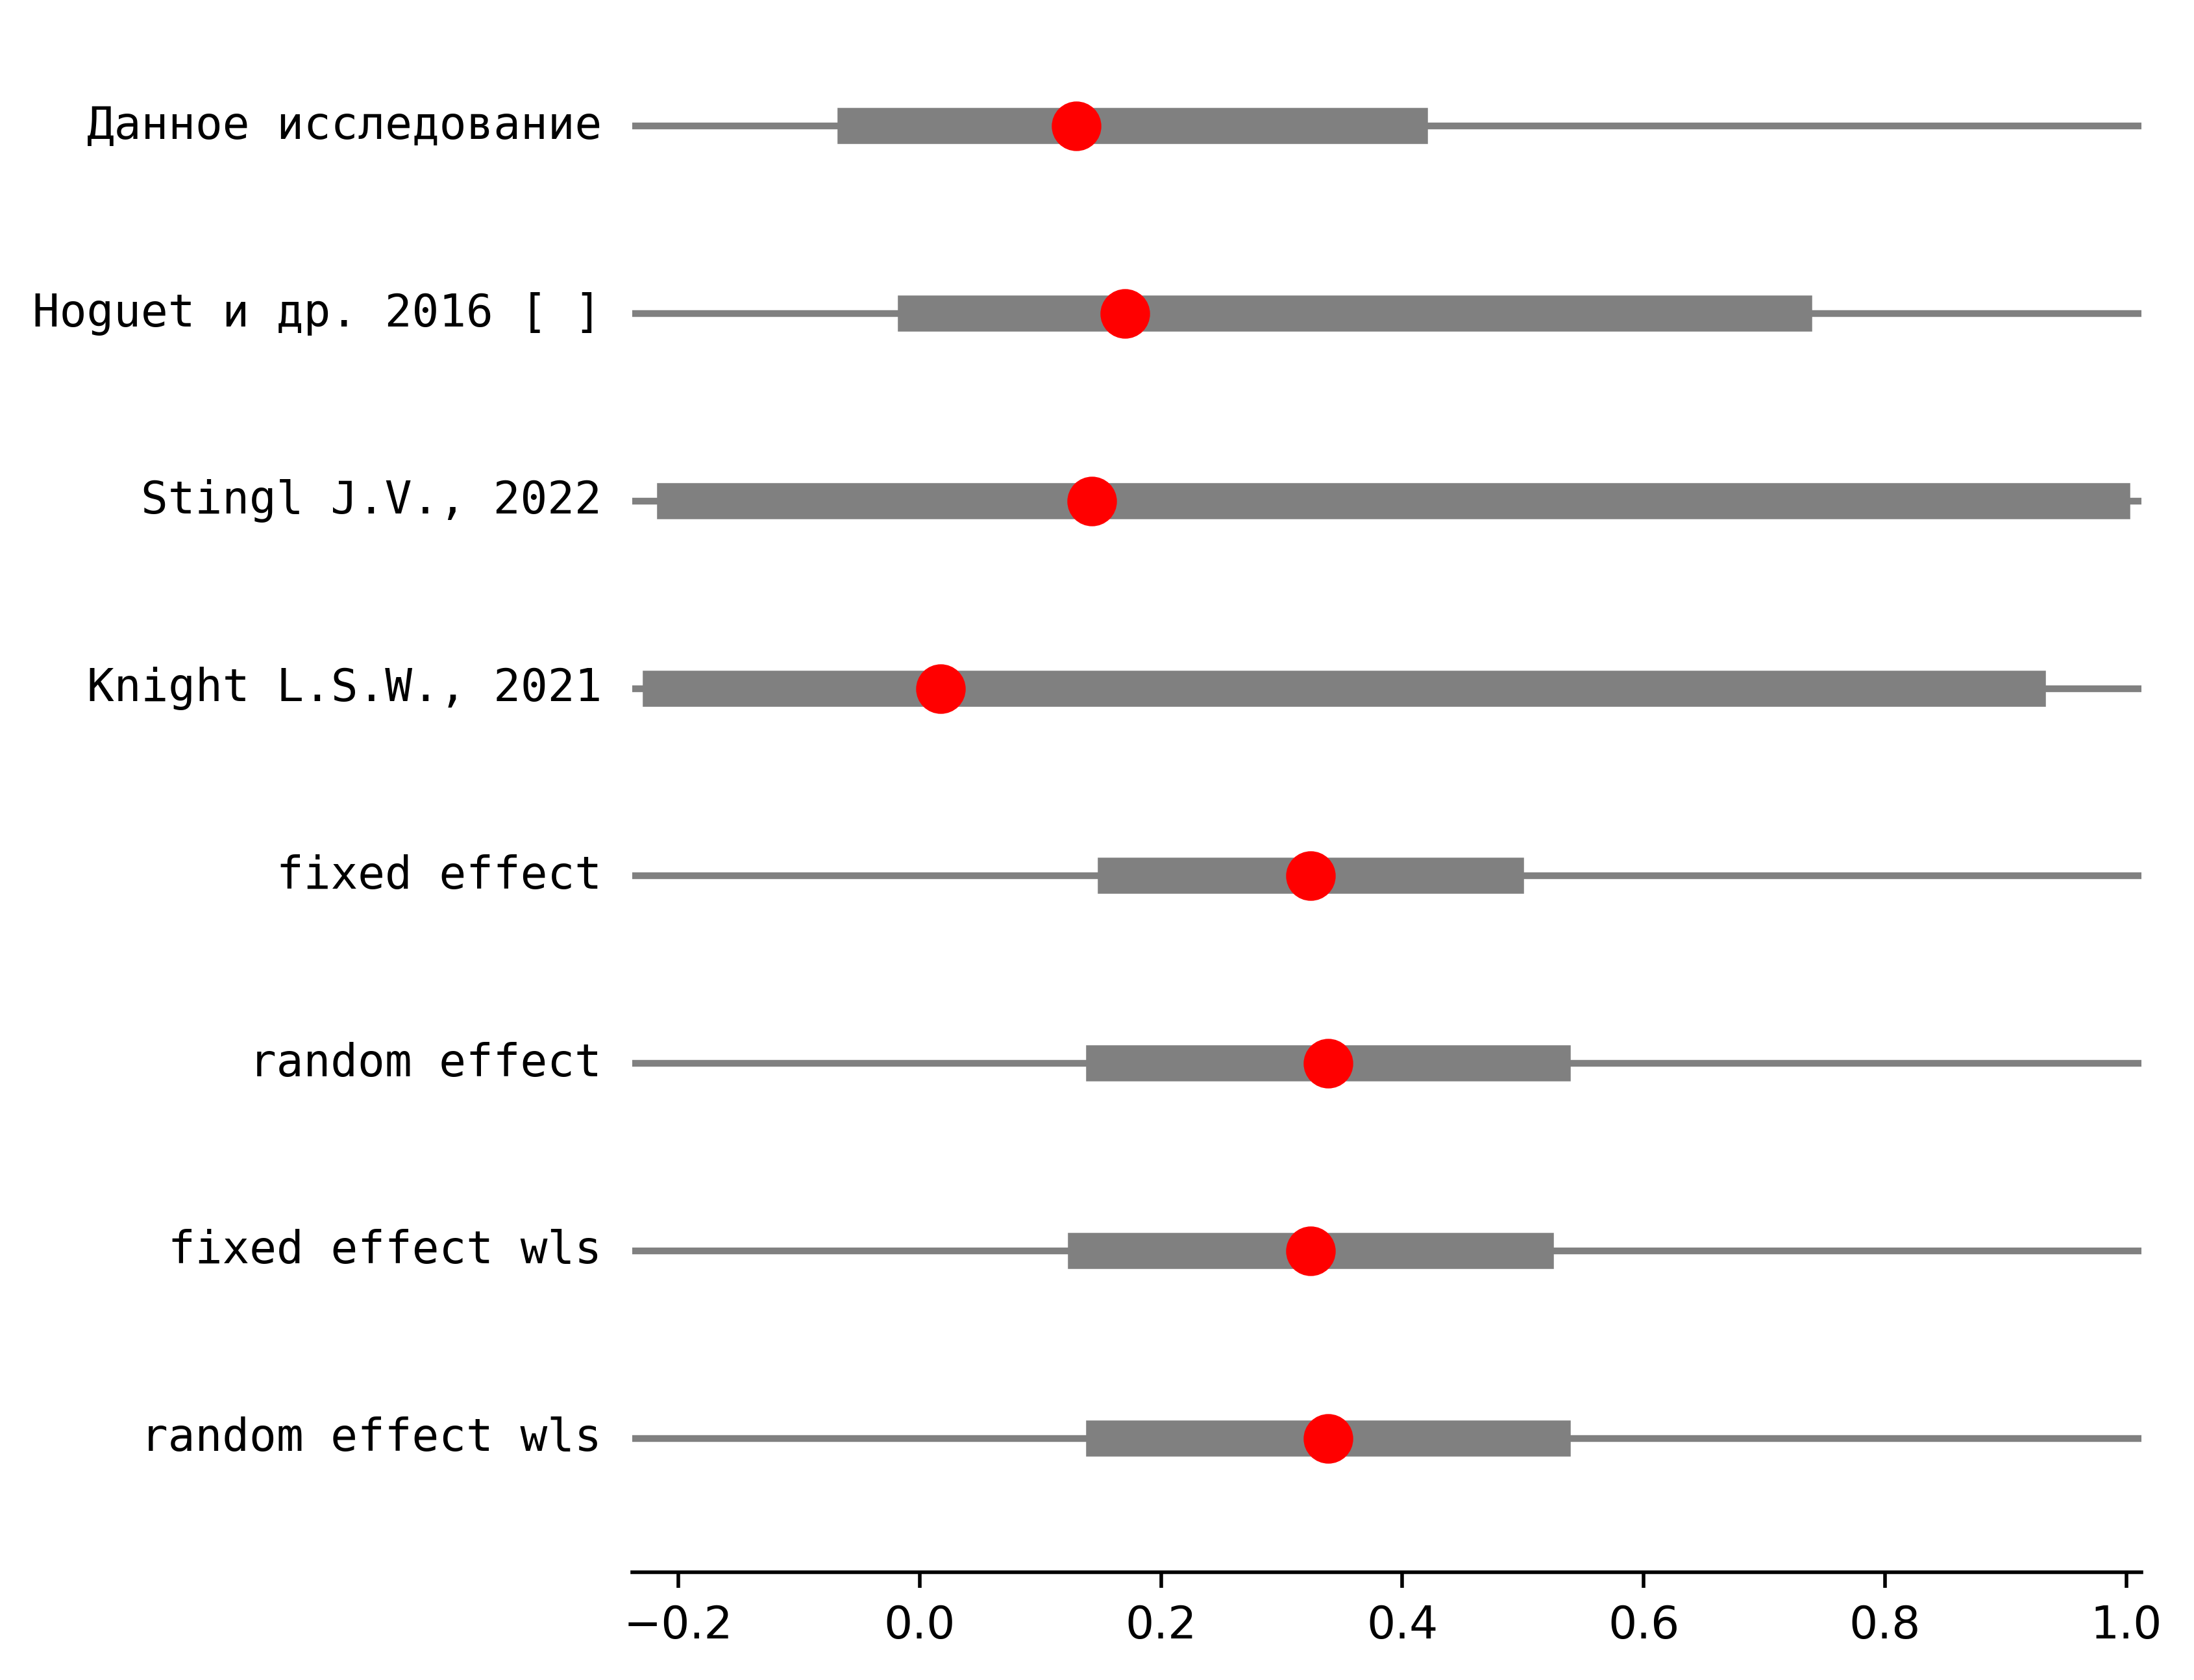 Данное исследование
Hoguet и др. 2016 [ ]
Stingl J.V., 2022
Knight L.S.W., 2021
fixed effect
random effect
fixed effect wls
random effect wls
−0.2 0.0 0.2 0.4 0.6 0.8 1.0